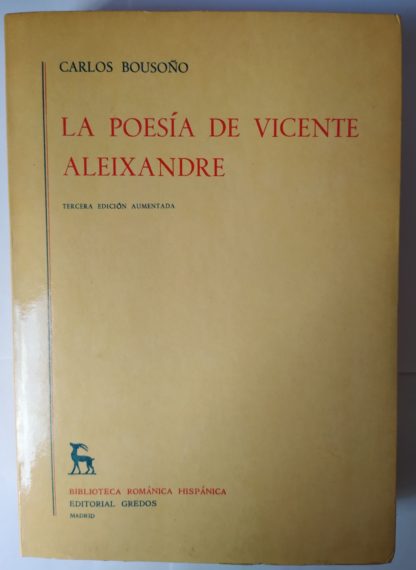 CARLOS BOUSOÑO
LA POESÍA DE VICENTE
ALEIXANDRE
TERCERA EDICIÓN AUMENTADA
BIBLIOTECA ROMÁNICA HISPÁNICA
EDITORIAL GREDOS
MADRID